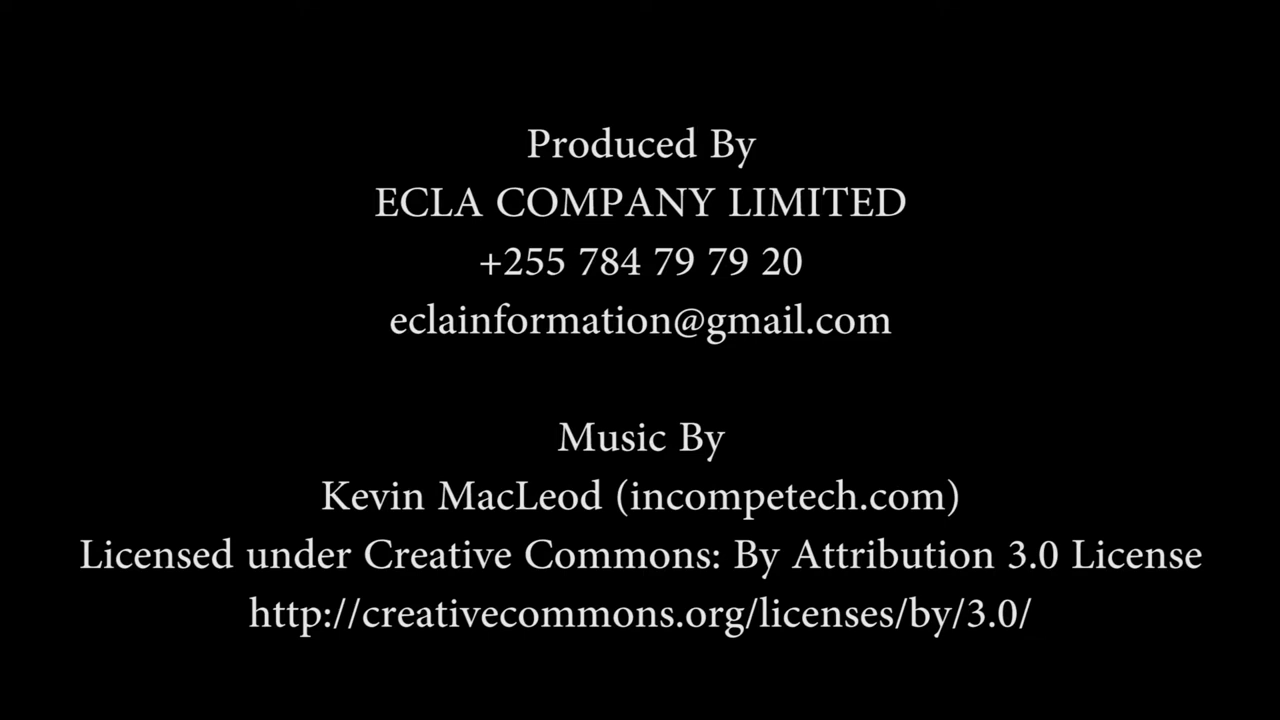 Produced By
ECLA COMPANY LIMITED
+255 784 79 79 20
eclainformation@gmail.com
Music By
Kevin MacLeod (incompetech.com)
Licensed under Creative Commons: By Attribution 3.0 License
http://creativecommons.org/licenses/by/3.0/